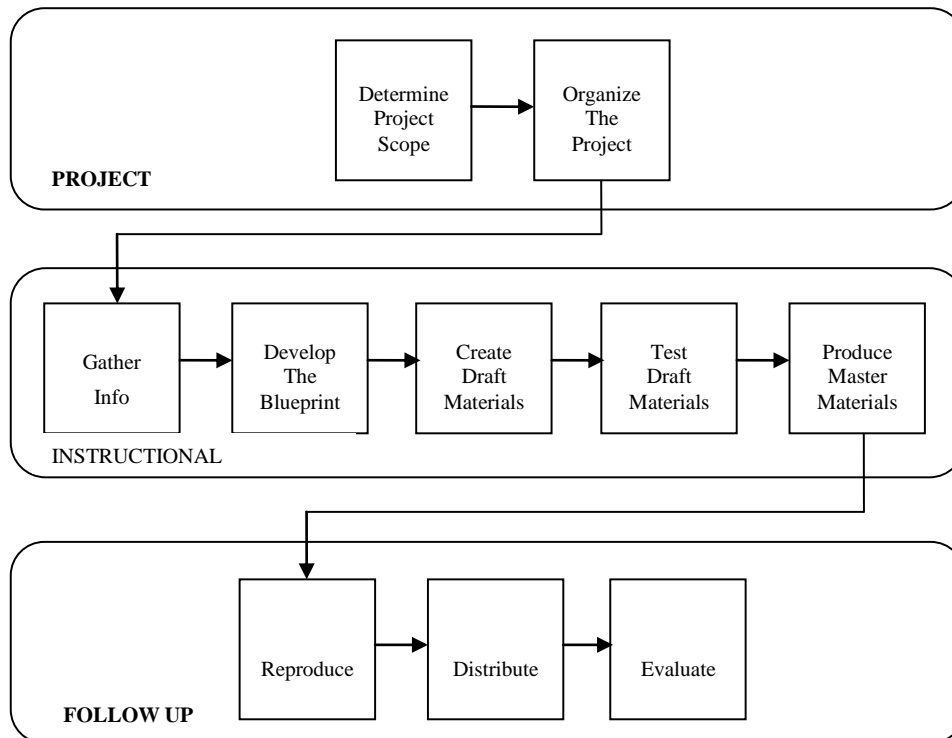 Determine
Project
Scope
Organize
The
Project
PROJECT
Gather
Info
Develop
The
Blueprint
Create
Draft
Materials
Test
Draft
Materials
Produce
Master
Materials
INSTRUCTIONAL
Reproduce
Distribute
Evaluate
FOLLOW UP